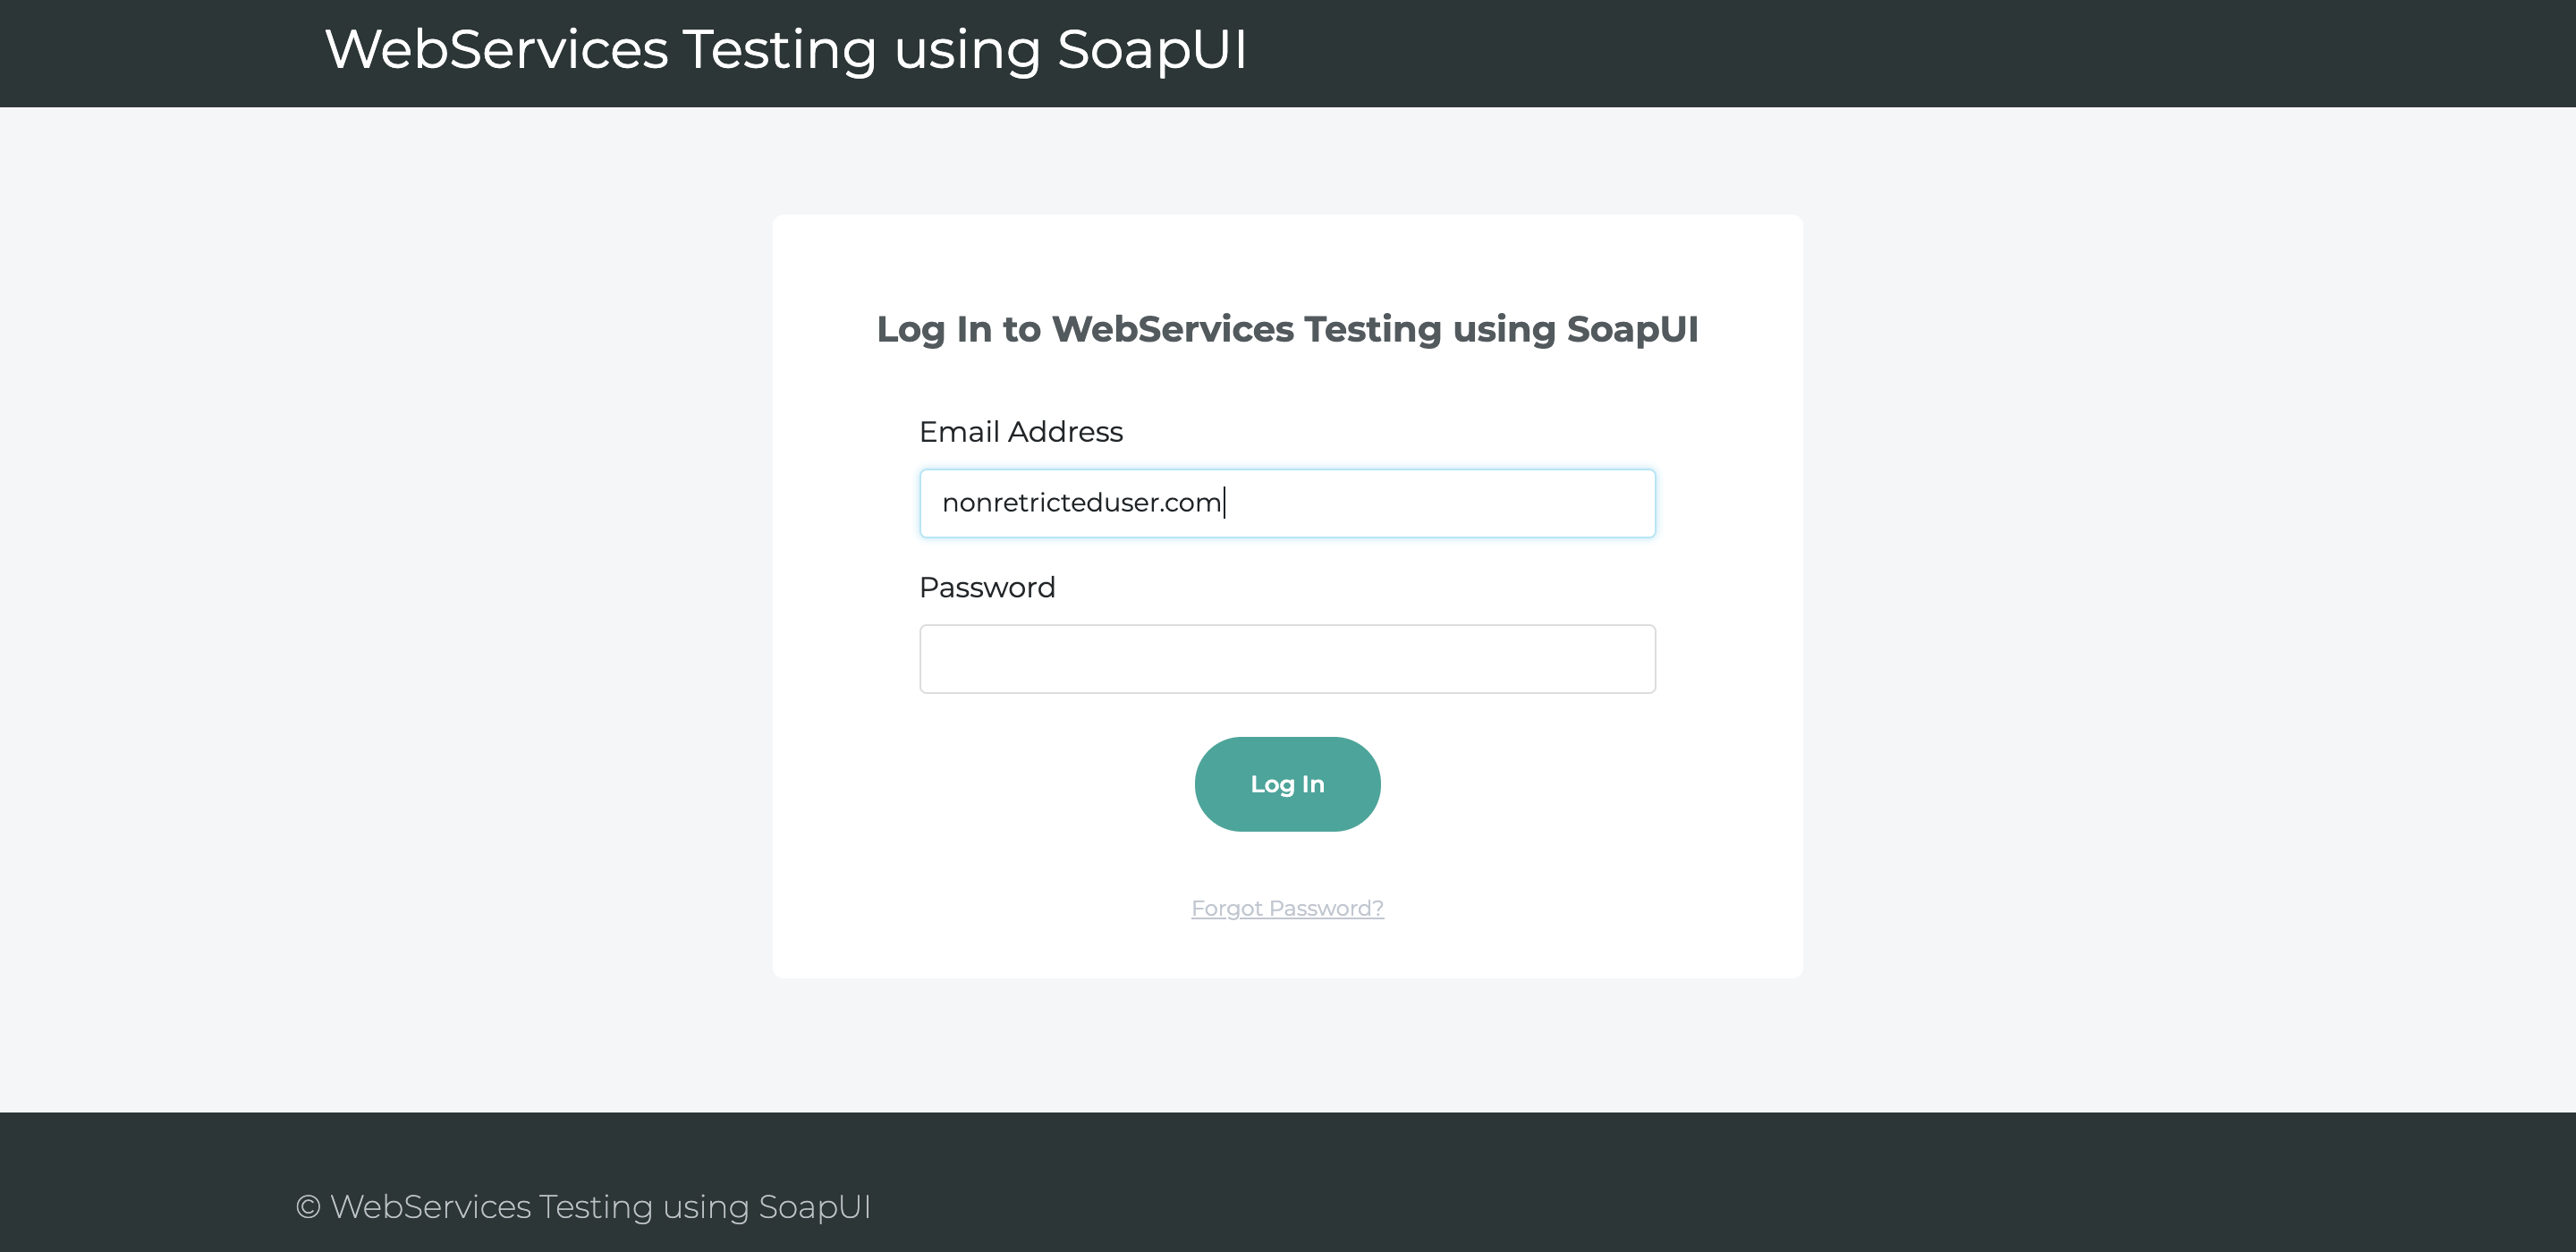 WebServices Testing using SoapUI
Log In to WebServices Testing using SoapUI
Email Address
nonretricteduser.com
Password
Log In
Forgot Password?
© WebServices Testing using SoapUI